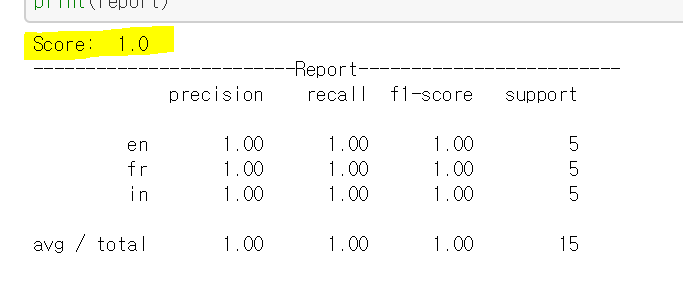 print(report)
Score: 1.0
-------------------------Report-------------------------
precision recall f1-score support
en 1.00 1.00 1.00 5
fr 1.00 1.00 1.00 5
in 1.00 1.00 1.00 5
avg / total 1.00 1.00 1.00 15